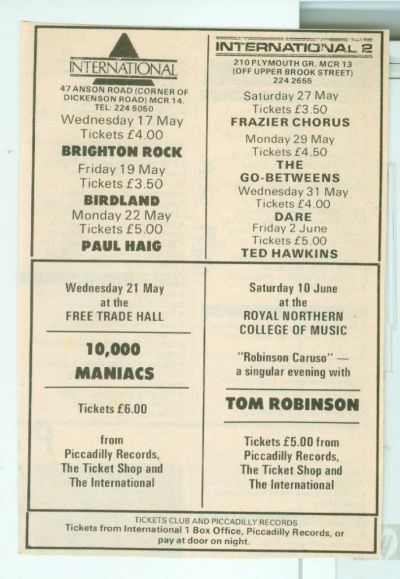 INTERNATIONAL
47 ANSON ROAD (CORNER OF
DICKENSON ROAD) MCR 14.
TEL: 224 5050
Wednesday 17 May
Tickets £4.00
BRIGHTON ROCK
Friday 19 May
Tickets £3.50
BIRDLAND
Monday 22 May
Tickets £5.00
PAUL HAIG
INTERNATIONAL 2
210 PLYMOUTH GR. MCR 13
(OFF UPPER BROOK STREET)
224 2655
Saturday 27 May
Tickets £3.50
FRAZIER CHORUS
Monday 29 May
Tickets £4.50
THE
GO-BETWEENS
Wednesday 31 May
Tickets £4.00
DARE
Friday 2 June
Tickets £5.00
TED HAWKINS
Wednesday 21 May
at the
FREE TRADE HALL
10,000
MANIACS
Tickets £6.00
from
Piccadilly Records,
The Ticket Shop and
The International
Saturday 10 June
at the
ROYAL NORTHERN
COLLEGE OF MUSIC
"Robinson Caruso" —
a singular evening with
TOM ROBINSON
Tickets £5.00 from
Piccadilly Records,
The Ticket Shop and
The International
TICKETS CLUB AND PICCADILLY RECORDS
Tickets from International 1 Box Office, Piccadilly Records, or
pay at door on night.